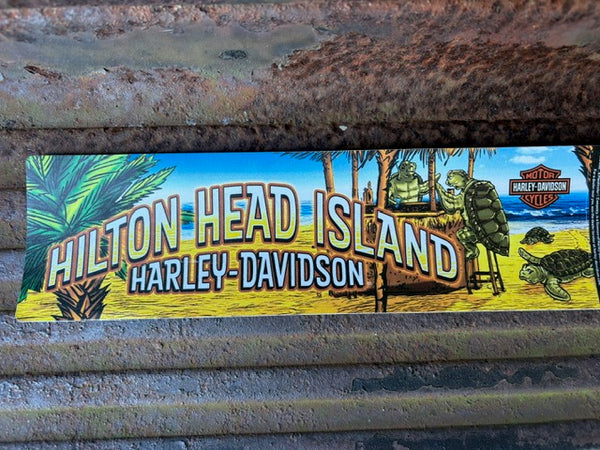 HILTON HEAD ISLAND
HARLEY-DAVIDSON
MOTOR
HARLEY-DAVIDSON
CYCLES